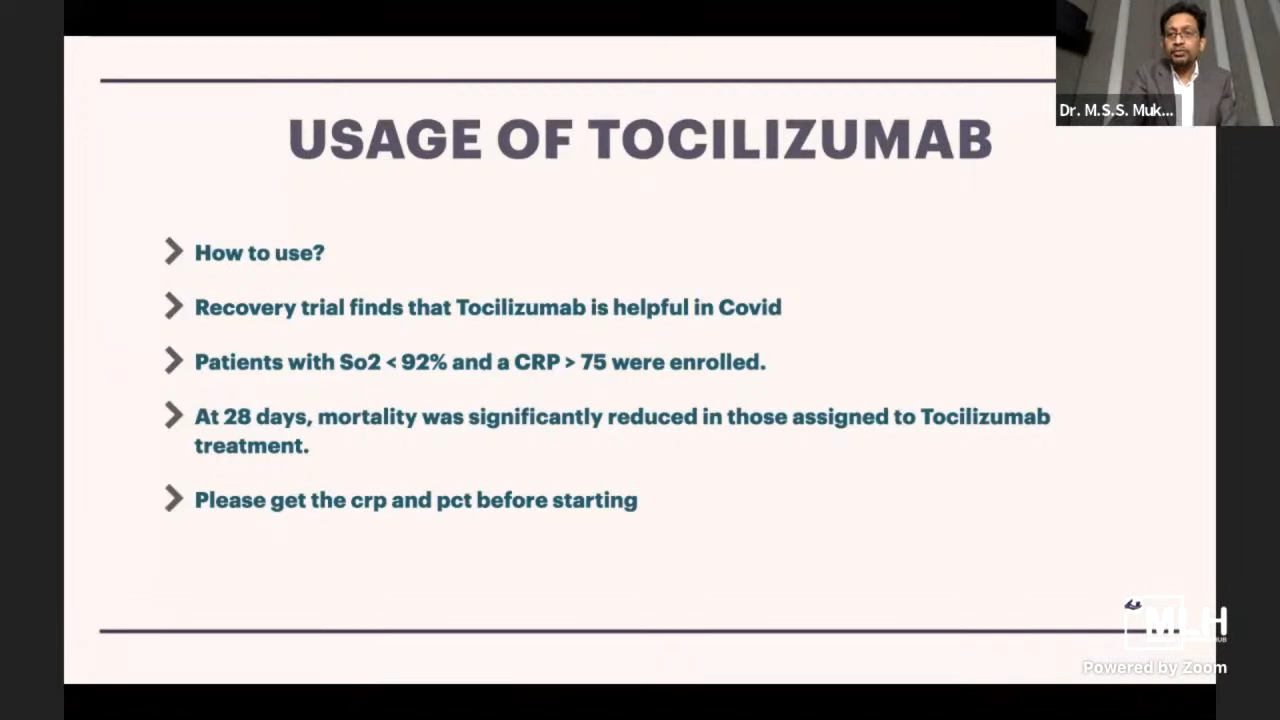 Dr. M.S.S. Muk...
USAGE OF TOCILIZUMAB
How to use?
Recovery trial finds that Tocilizumab is helpful in Covid
Patients with So2 < 92% and a CRP > 75 were enrolled.
At 28 days, mortality was significantly reduced in those assigned to Tocilizumab
treatment.
Please get the crp and pct before starting
MLH
Powered by Zoom